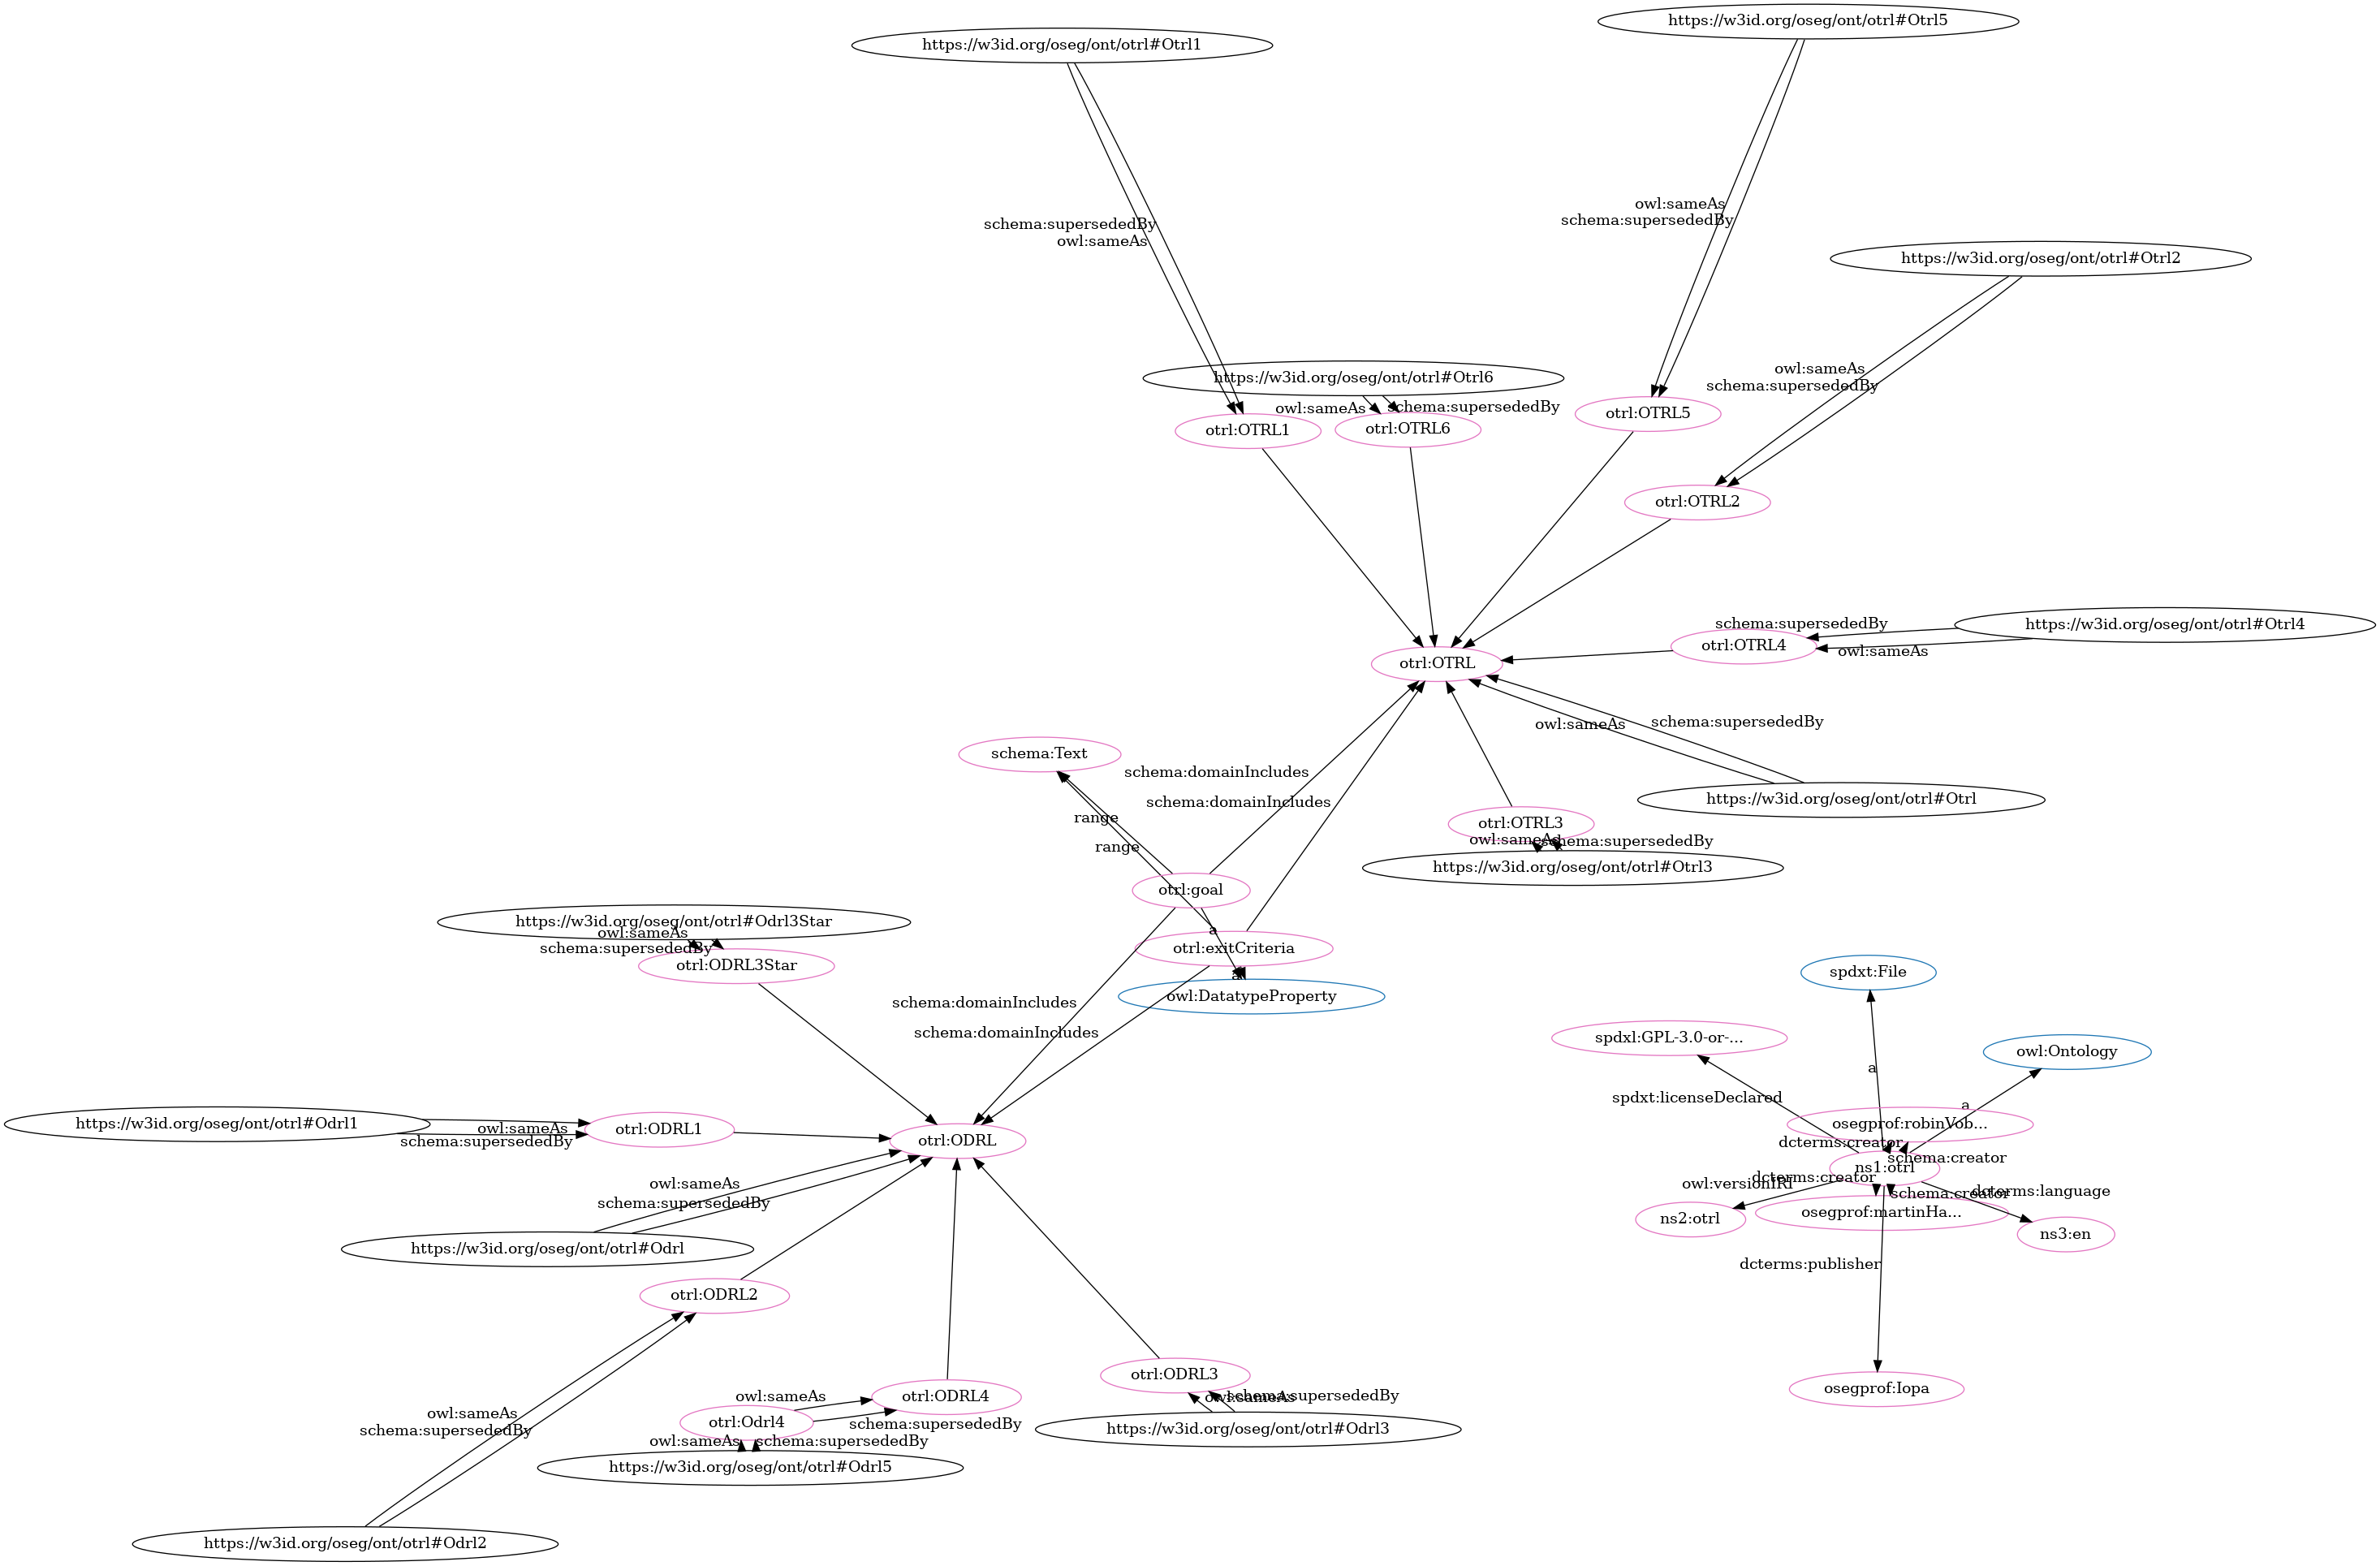 https://w3id.org/oseg/ont/otrl#Otrl5
https://w3id.org/oseg/ont/otrl#Otrl1
owl:sameAs
schema:supersededBy
schema:supersededBy
owl:sameAs
https://w3id.org/oseg/ont/otrl#Otrl2
owl:sameAs
schema:supersededBy
https://w3id.org/oseg/ont/otrl#Otrl6
owl:sameAs
schema:supersededBy
otrl:OTRL5
otrl:OTRL1
otrl:OTRL6
otrl:OTRL2
schema:supersededBy
https://w3id.org/oseg/ont/otrl#Otrl4
otrl:OTRL4
owl:sameAs
otrl:OTRL
owl:sameAs
schema:supersededBy
schema:Text
schema:domainIncludes
schema:domainIncludes
https://w3id.org/oseg/ont/otrl#Otrl
range
range
otrl:OTRL3
owl:sameAs
schema:supersededBy
https://w3id.org/oseg/ont/otrl#Otrl3
otrl:goal
https://w3id.org/oseg/ont/otrl#Odrl3Star
owl:sameAs
schema:supersededBy
a
otrl:exitCriteria
otrl:ODRL3Star
a
owl:DatatypeProperty
schema:domainIncludes
schema:domainIncludes
spdxt:File
spdxl:GPL-3.0-or-...
owl:Ontology
a
spdxt:licenseDeclared
a
https://w3id.org/oseg/ont/otrl#Odrl1
owl:sameAs
schema:supersededBy
otrl:ODRL1
otrl:ODRL
osegprof:robinVob...
dcterms:creator
schema:creator
ns1:otrl
dcterms:creator
owl:versionIRI
schema:creator
dcterms:language
owl:sameAs
schema:supersededBy
ns2:otrl
osegprof:martinHa...
ns3:en
https://w3id.org/oseg/ont/otrl#Odrl
dcterms:publisher
otrl:ODRL2
otrl:ODRL3
osegprof:Iopa
owl:sameAs
otrl:ODRL4
owl:sameAs
schema:supersededBy
otrl:Odrl4
schema:supersededBy
https://w3id.org/oseg/ont/otrl#Odrl3
owl:sameAs
schema:supersededBy
owl:sameAs
schema:supersededBy
https://w3id.org/oseg/ont/otrl#Odrl5
https://w3id.org/oseg/ont/otrl#Odrl2